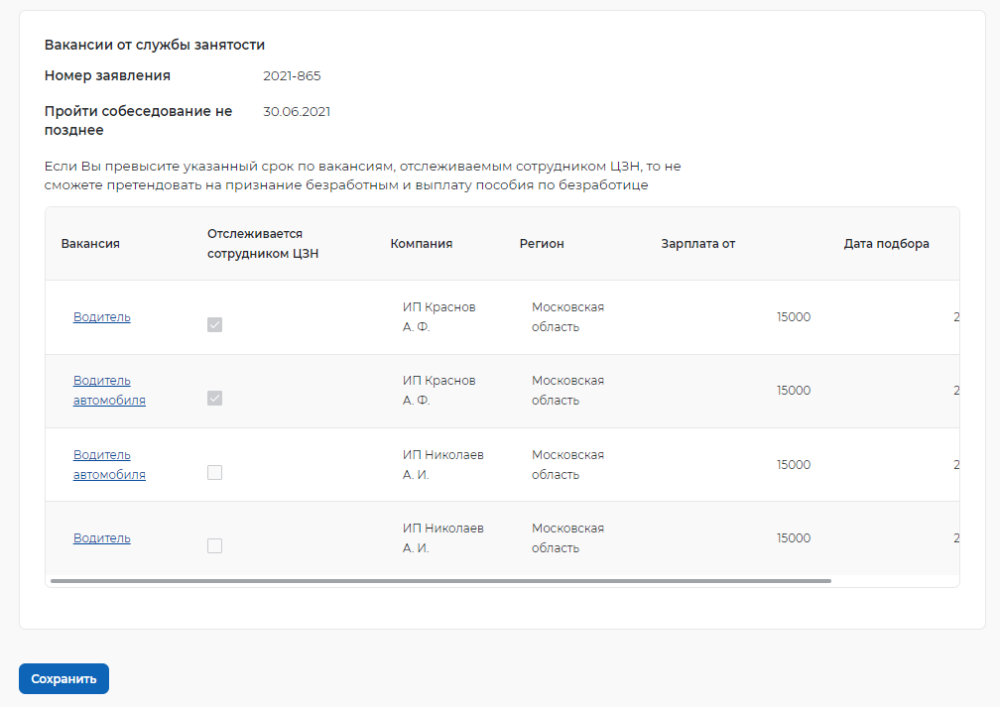 Вакансии от службы занятости
Номер заявления 2021-865
Пройти собеседование не 30.06.2021
позднее
Если Вы превысите указанный срок по вакансиям, отслеживаемым сотрудником ЦЗН, то не
сможете претендовать на признание безработным и выплату пособия по безработице
Вакансия Отслеживается сотрудником ЦЗН Компания Регион Зарплата от Дата подбора
Водитель ИП Краснов А. Ф. Московская область 15000 2
Водитель автомобиля ИП Краснов А. Ф. Московская область 15000 2
Водитель автомобиля ИП Николаев А. И. Московская область 15000 2
Водитель ИП Николаев А. И. Московская область 15000 2
Сохранить